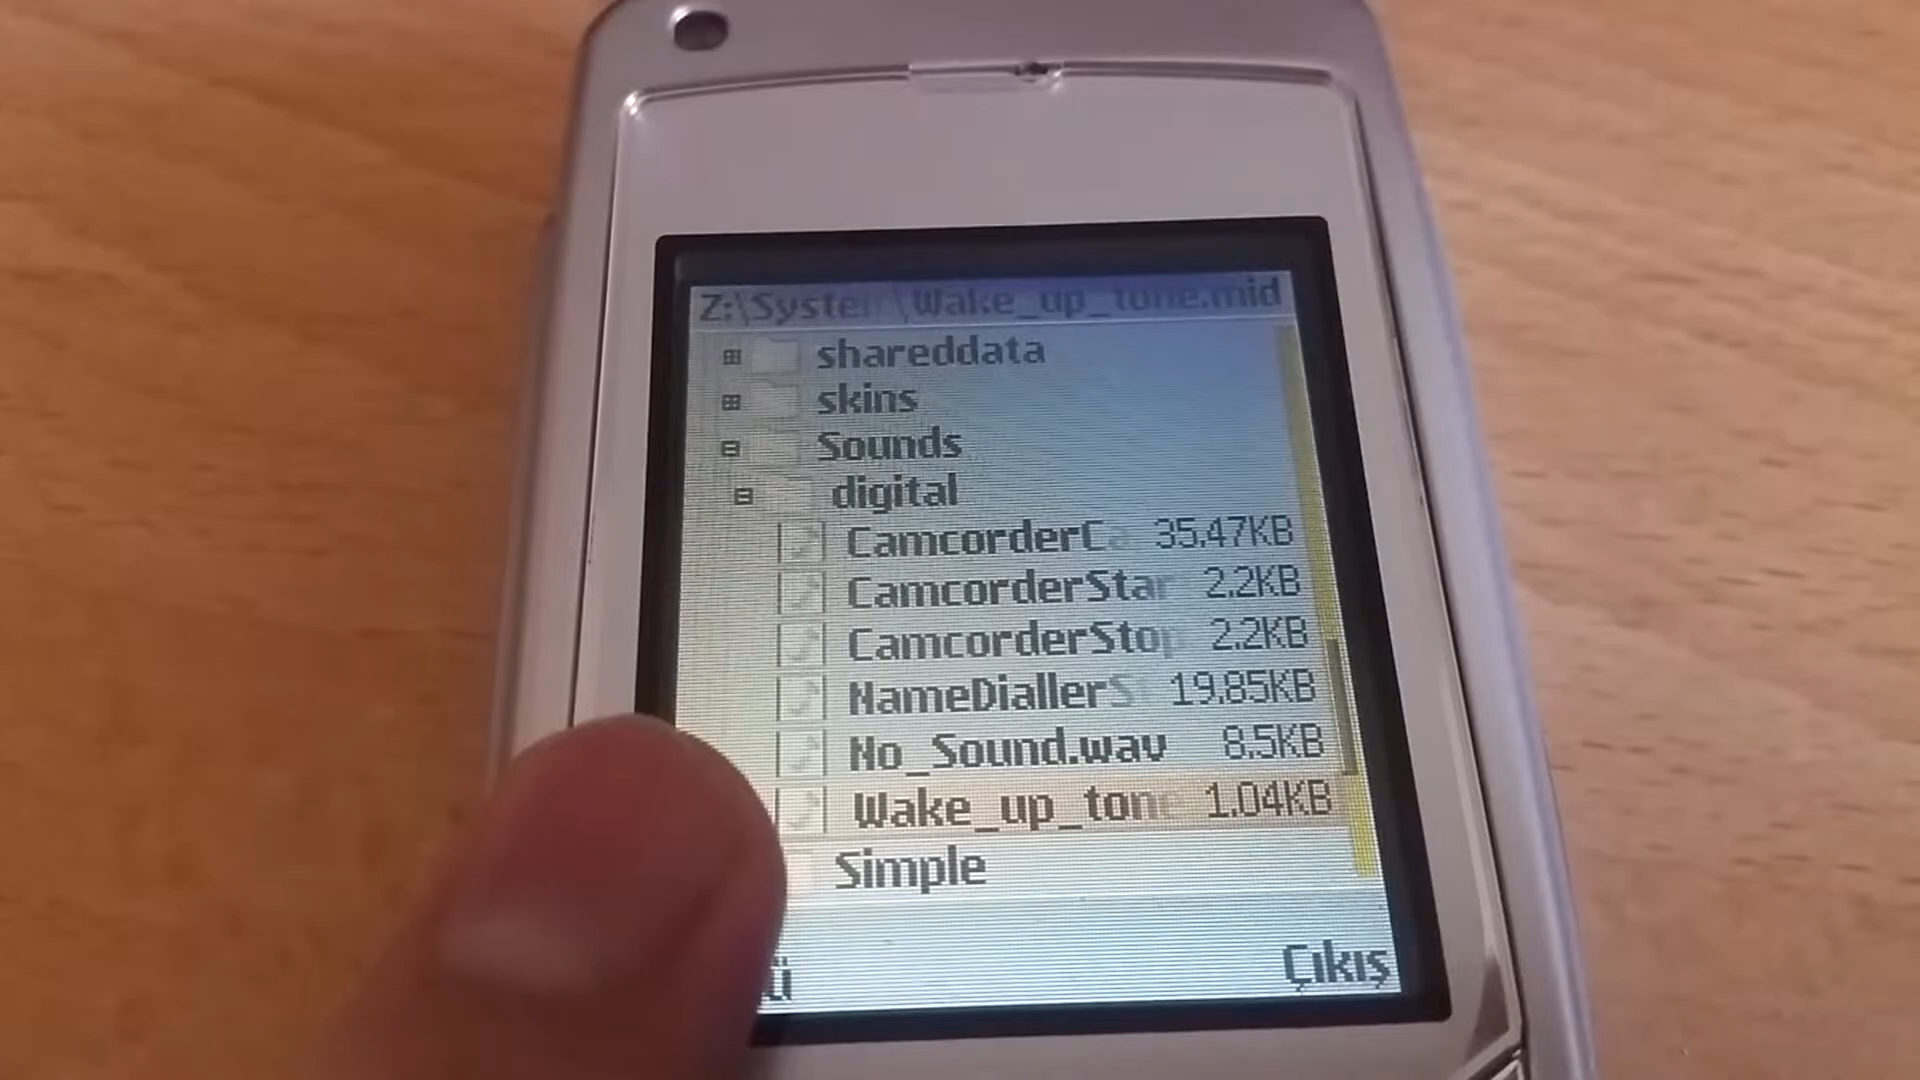 Z:\System\Wake_up_tone.mid
shareddata
skins
Sounds
digital
CamcorderCa 35.47KB
CamcorderStar 2.2KB
CamcorderStop 2.2KB
NameDiallerS 19.85KB
No_Sound.wav 8.5KB
Wake_up_tone 1.04KB
Simple
ü Çıkış